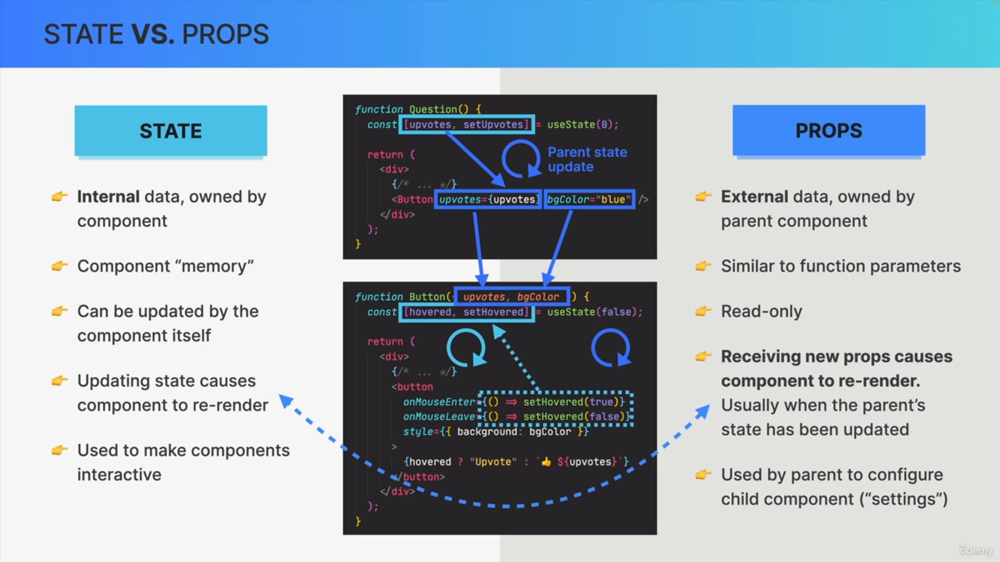 STATE VS. PROPS
STATE
👉 Internal data, owned by
component
👉 Component “memory”
👉 Can be updated by the
component itself
👉 Updating state causes
component to re-render
👉 Used to make components
interactive
function Question() {
const [upvotes, setUpvotes] = useState(0);
return (
<div>
{/* ... */}
<Button upvotes={upvotes} bgColor="blue" />
</div>
);
}
Parent state
update
function Button({ upvotes, bgColor }) {
const [hovered, setHovered] = useState(false);
return (
<div>
{/* ... */}
<button
onMouseEnter={() => setHovered(true)}
onMouseLeave={() => setHovered(false)}
style={{ background: bgColor }}
>
{hovered ? "Upvote" : `👍 ${upvotes}`}
</button>
</div>
);
}
PROPS
👉 External data, owned by
parent component
👉 Similar to function parameters
👉 Read-only
👉 Receiving new props causes
component to re-render.
Usually when the parent’s
state has been updated
👉 Used by parent to configure
child component (“settings”)
ûdemy